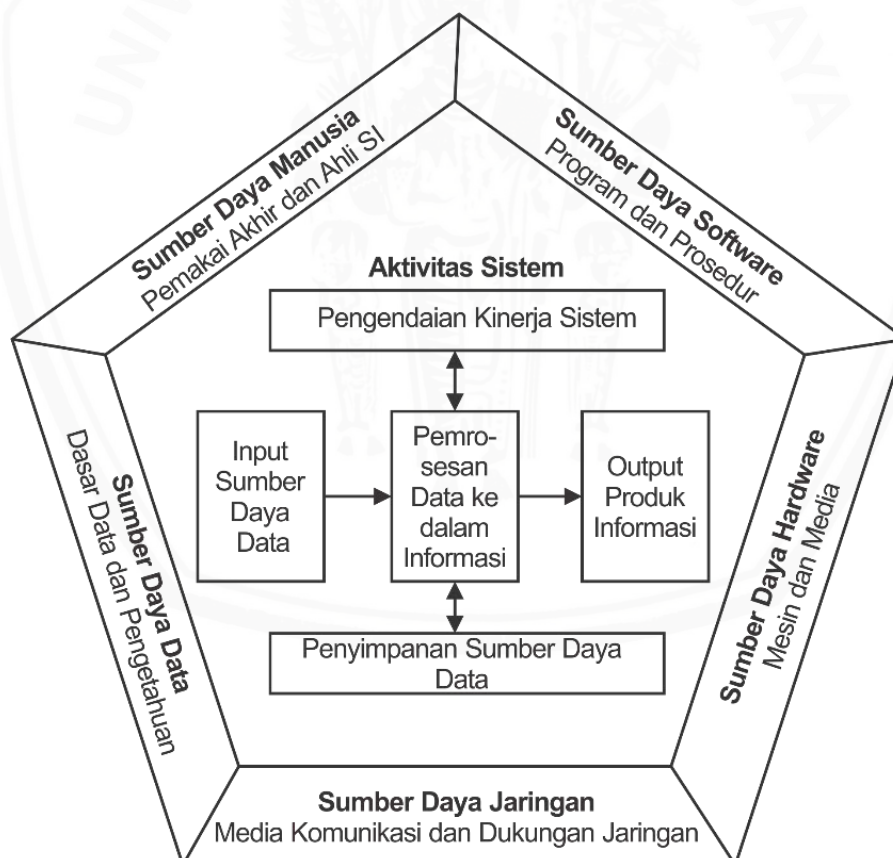 UNIV
AYA
Sumber Daya Manusia
Pemakai Akhir dan Ahli SI
Sumber Daya Software
Program dan Prosedur
Aktivitas Sistem
Pengendaian Kinerja Sistem
Input
Sumber
Daya
Data
Pemro-
sesan
Data ke
dalam
Informasi
Output
Produk
Informasi
Penyimpanan Sumber Daya
Data
Sumber Daya Data
Dasar Data dan Pengetahuan
Sumber Daya Hardware
Mesin dan Media
Sumber Daya Jaringan
Media Komunikasi dan Dukungan Jaringan